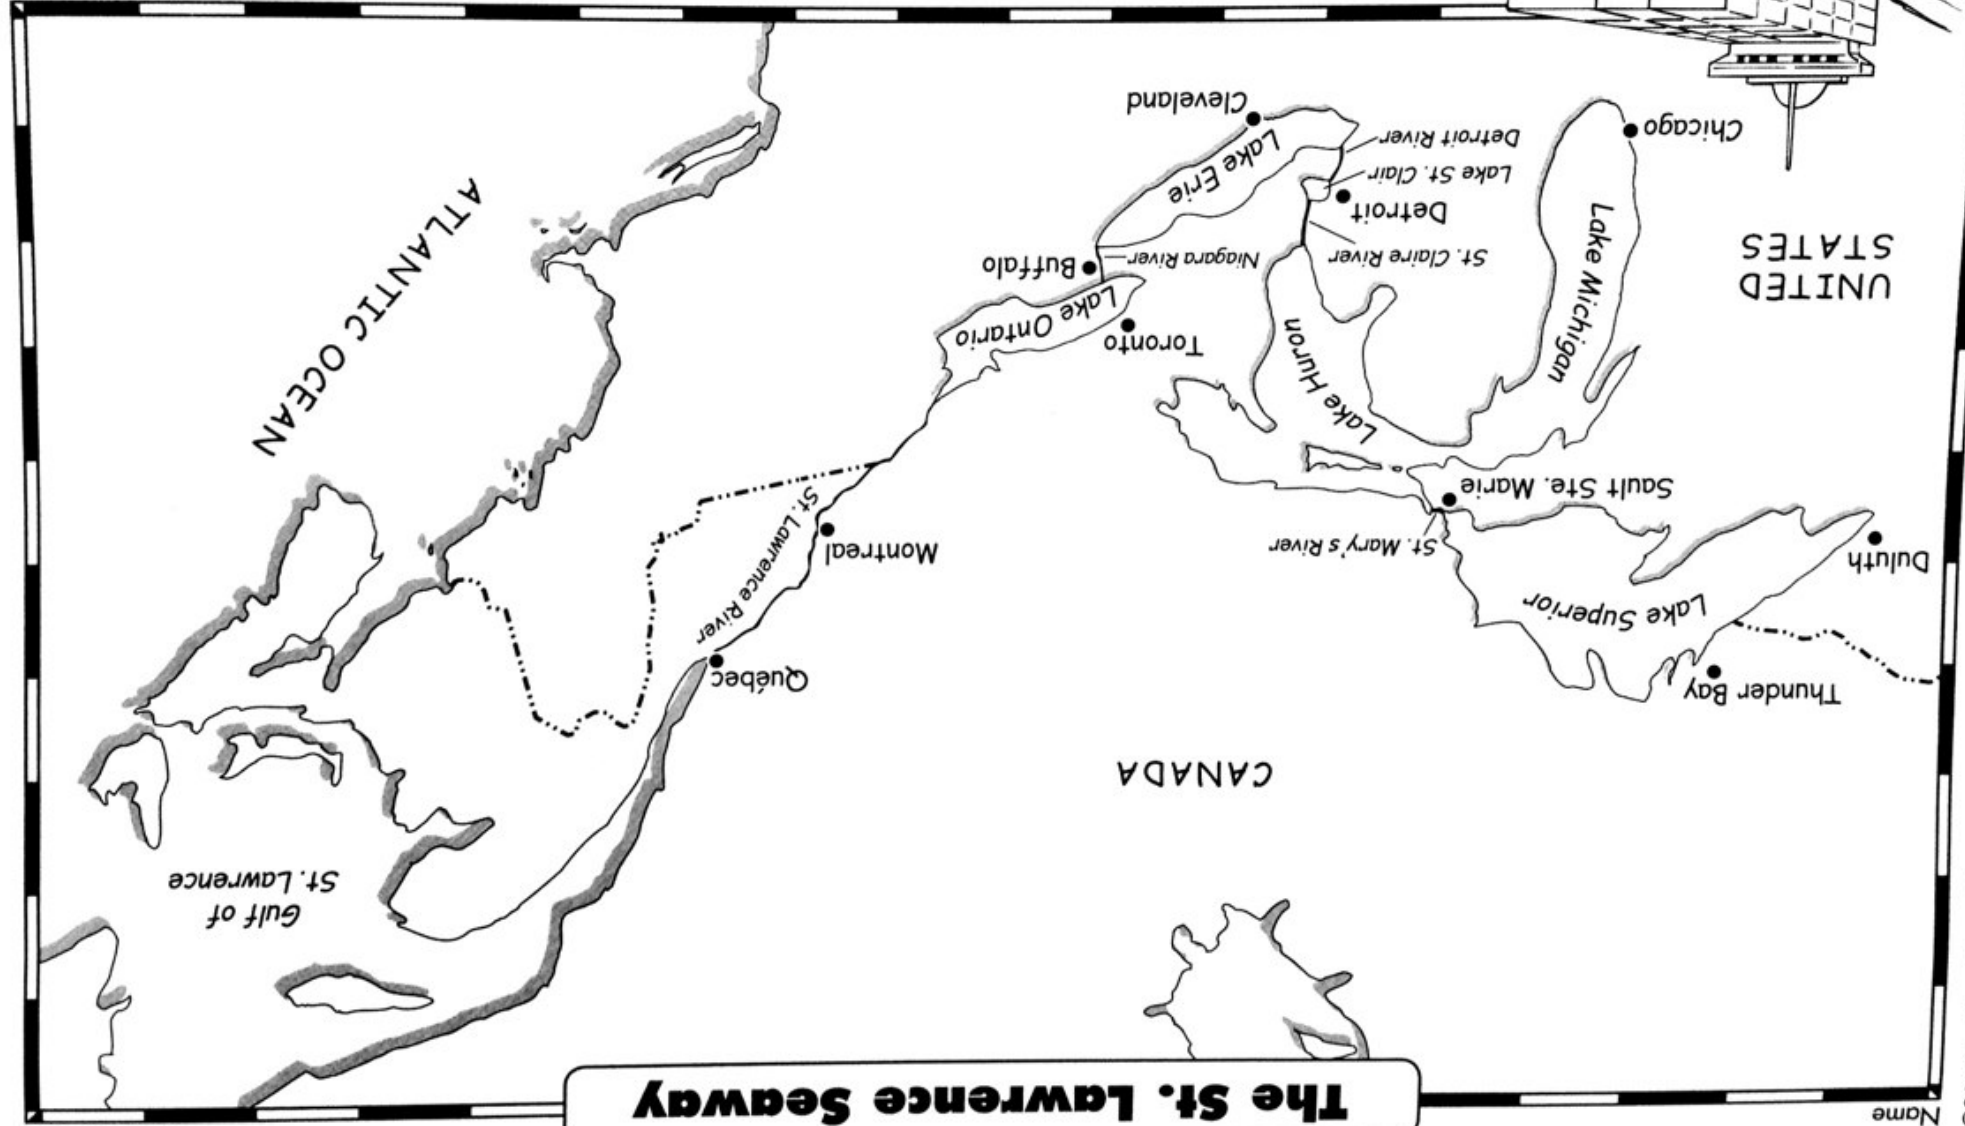 Name
The St. Lawrence Seaway
Gulf of
St. Lawrence
CANADA
Thunder Bay
Québec
Lake Superior
St. Lawrence River
Duluth
St. Mary's River
Montreal
Sault Ste. Marie
Lake Huron
Lake Michigan
Toronto
Lake Ontario
ATLANTIC OCEAN
UNITED
STATES
St. Claire River
Niagara River
Buffalo
Detroit
Lake St. Clair
Lake Erie
Detroit River
Chicago
Cleveland